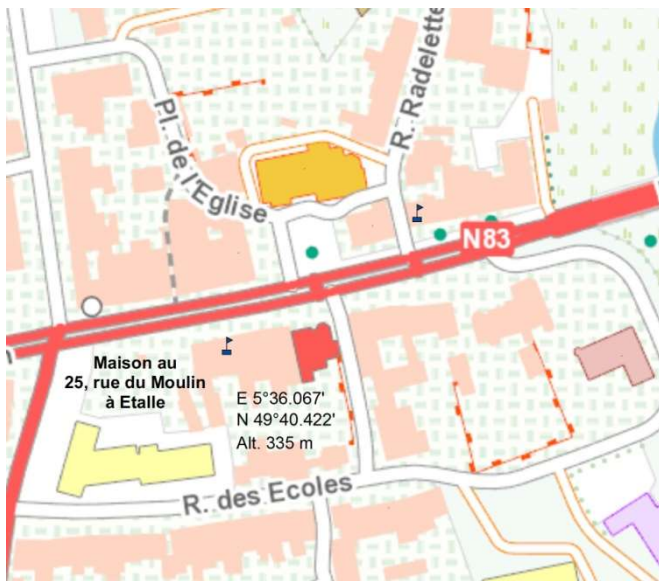 R. Radelette
Pl. de l'Eglise
N83
Maison au
25, rue du Moulin
à Etalle
E 5°36.067'
N 49°40.422'
Alt. 335 m
R. des Ecoles